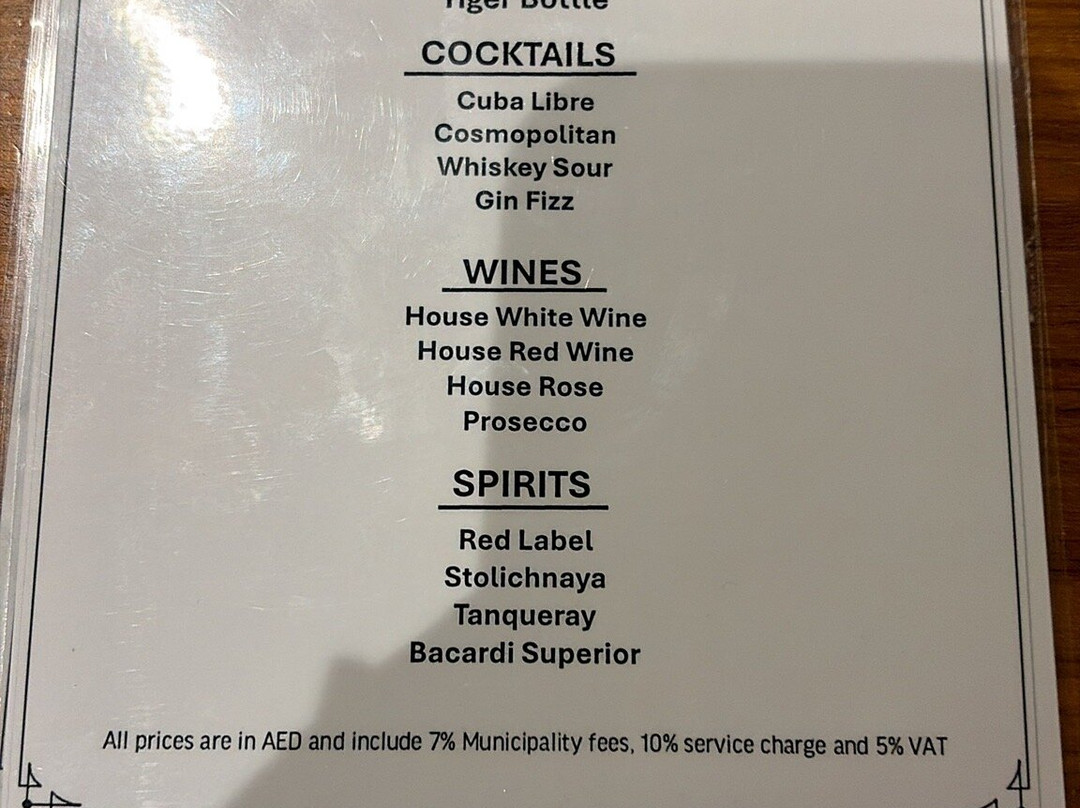 Tiger Bottle
COCKTAILS
Cuba Libre
Cosmopolitan
Whiskey Sour
Gin Fizz
WINES
House White Wine
House Red Wine
House Rose
Prosecco
SPIRITS
Red Label
Stolichnaya
Tanqueray
Bacardi Superior
All prices are in AED and include 7% Municipality fees, 10% service charge and 5% VAT